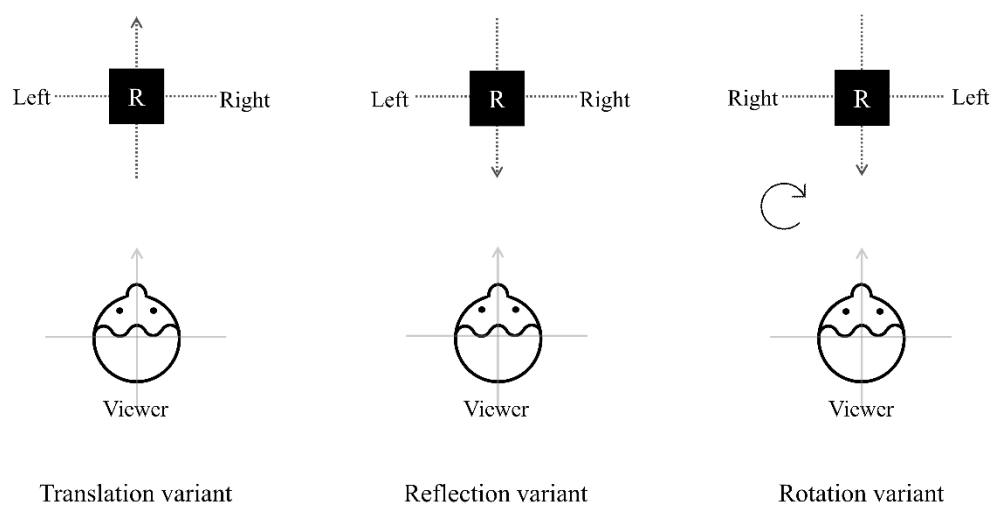 Left R Right
Left R Right
Right R Left
Viewer
Viewer
Viewer
Translation variant
Reflection variant
Rotation variant